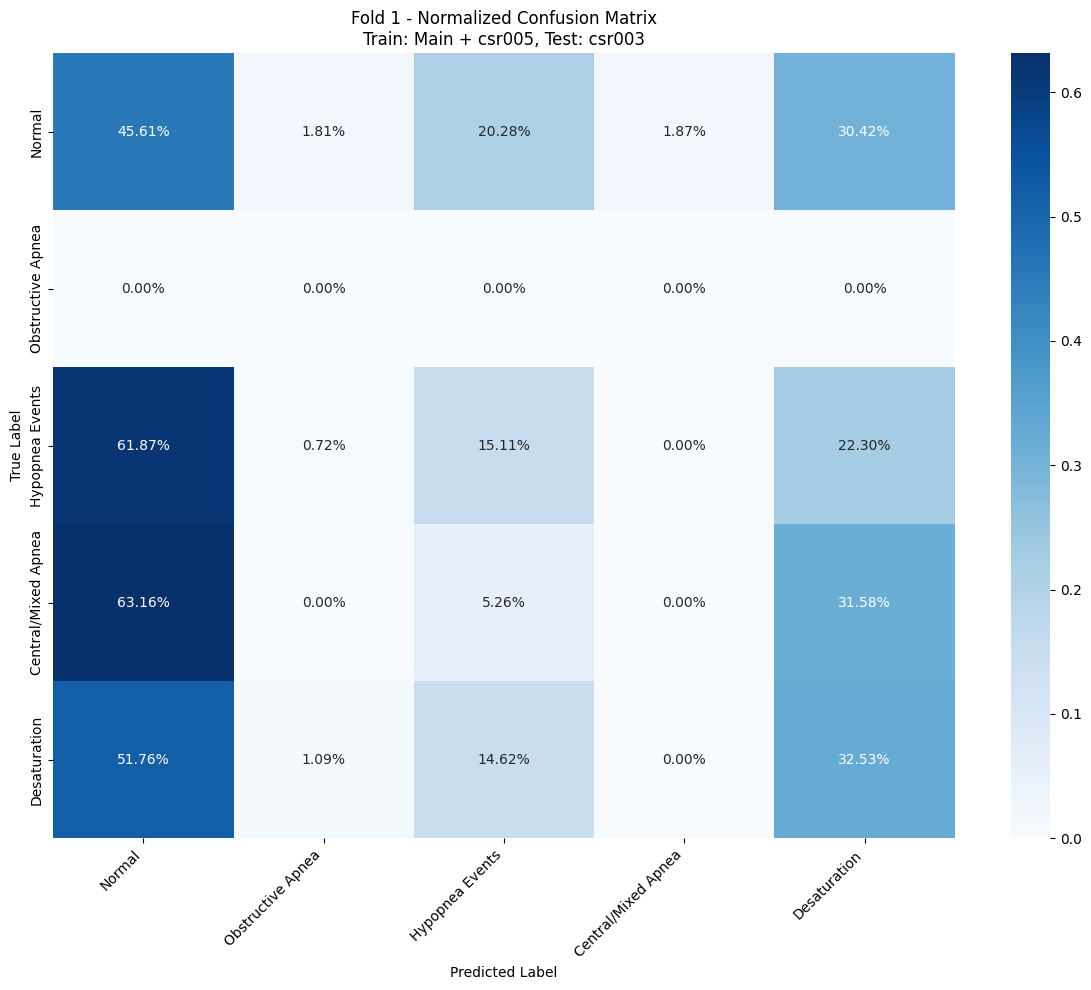 Fold 1 - Normalized Confusion Matrix
Train: Main + csr005, Test: csr003
True Label
Normal
45.61%
1.81%
20.28%
1.87%
30.42%
Obstructive Apnea
0.00%
0.00%
0.00%
0.00%
0.00%
Hypopnea Events
61.87%
0.72%
15.11%
0.00%
22.30%
Central/Mixed Apnea
63.16%
0.00%
5.26%
0.00%
31.58%
Desaturation
51.76%
1.09%
14.62%
0.00%
32.53%
Normal
Obstructive Apnea
Hypopnea Events
Central/Mixed Apnea
Desaturation
Predicted Label
0.6
0.5
0.4
0.3
0.2
0.1
0.0